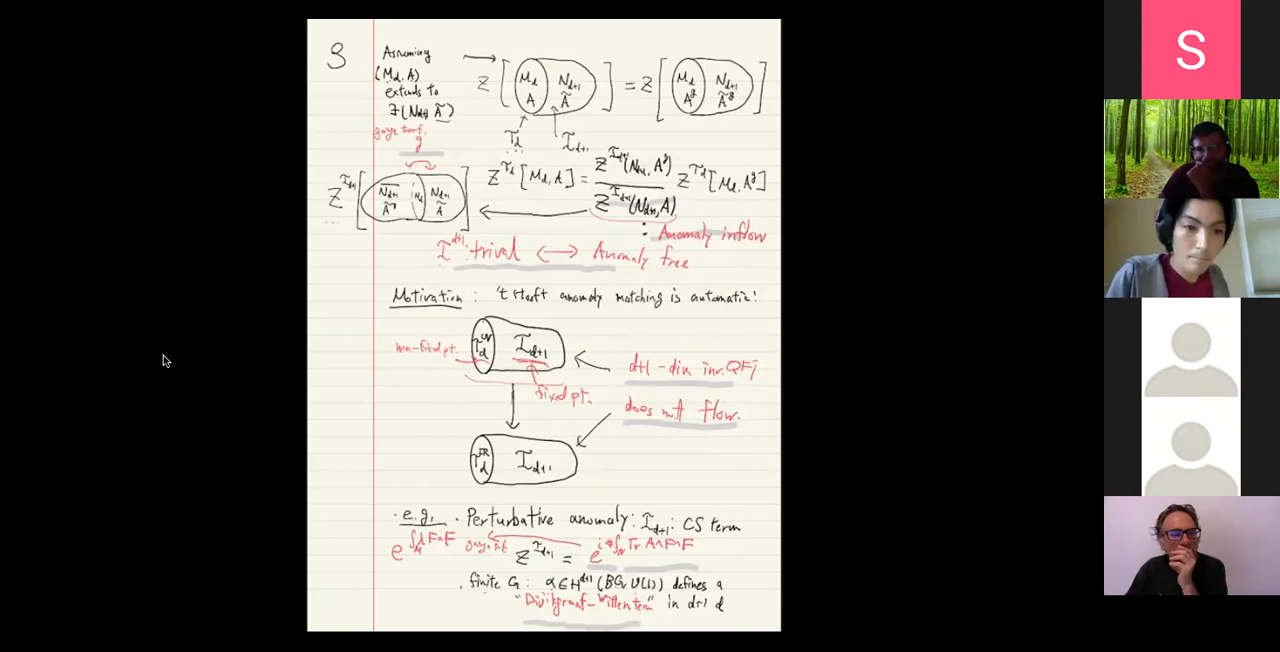 3
Assuming
(M_d, A)
extends to
∃(N_{d+1} Ã)
Z [ M_d A N_{d+1} Ã ] = Z [ M_d A^g N_{d+1} Ã^g ]
T_d I_{d+1}
gauge transf.
g
Z^{I_{d+1}} [ N_{d+1} Ã^g N_{d+1} Ã ]
Z^{T_d} [M_d, A] = Z^{I_{d+1}}(N_{d+1}, A^g) / Z^{I_{d+1}}(N_{d+1}, A) Z^{T_d} [M_d, A^g]
: Anomaly inflow
I^{d+1} trival ⟷ Anomaly free
Motivation : 't Hooft anomaly matching is automatic!
T_d^{UV} I_{d+1}
non-fixed pt.
fixed pt.
d+1-dim inv. QFT
does not flow.
T_d^{IR} I_{d+1}
· e.g. · Perturbative anomaly : I_{d+1} : CS term
e^{∫_M λ F∧F} Z^{I_{d+1}} = e^{i ∫_N Tr A∧F∧F}
· finite G : α∈H^{d+1}(BG, U(1)) defines a
"Dijkgraaf-Witten term" in d+1 d
S